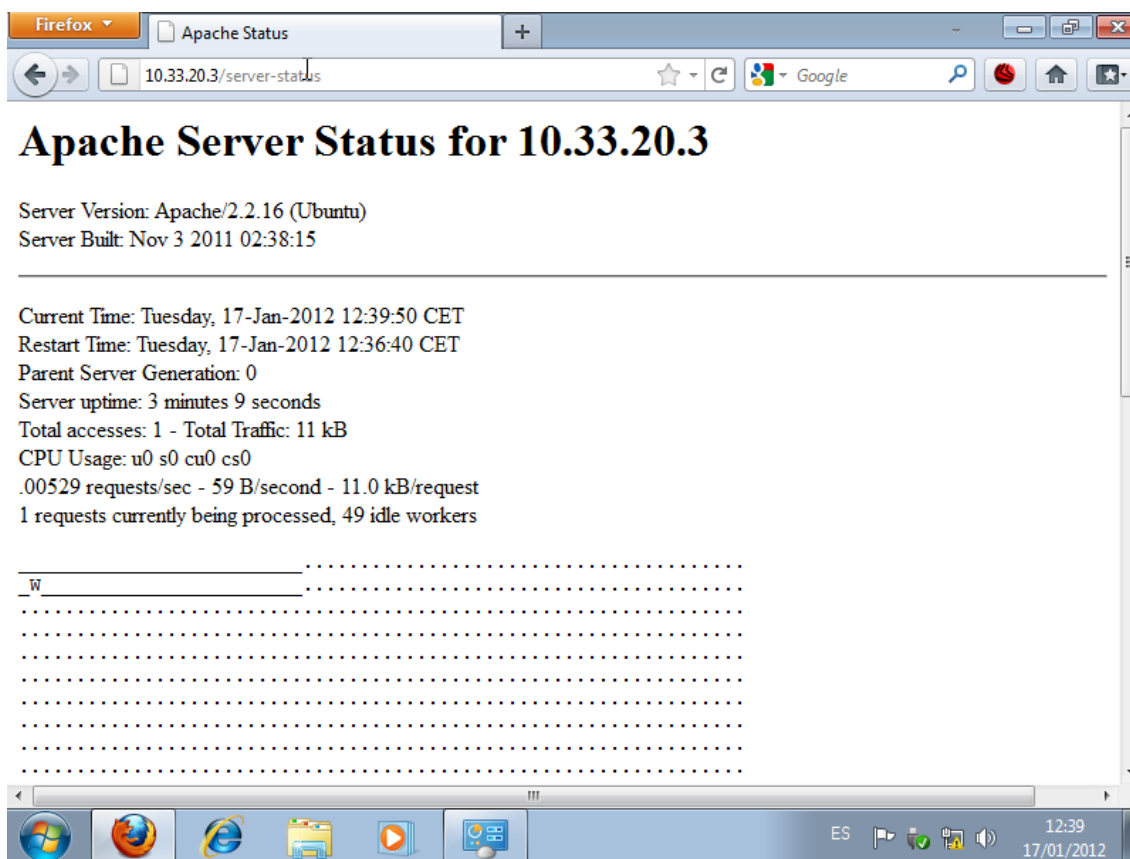 Firefox
Apache Status
10.33.20.3/server-status
Google
Apache Server Status for 10.33.20.3
Server Version: Apache/2.2.16 (Ubuntu)
Server Built: Nov 3 2011 02:38:15
Current Time: Tuesday, 17-Jan-2012 12:39:50 CET
Restart Time: Tuesday, 17-Jan-2012 12:36:40 CET
Parent Server Generation: 0
Server uptime: 3 minutes 9 seconds
Total accesses: 1 - Total Traffic: 11 kB
CPU Usage: u0 s0 cu0 cs0
.00529 requests/sec - 59 B/second - 11.0 kB/request
1 requests currently being processed, 49 idle workers
_________________________.......................................
_W_______________________.......................................
................................................................
................................................................
................................................................
................................................................
................................................................
................................................................
................................................................
................................................................
ES
12:39
17/01/2012